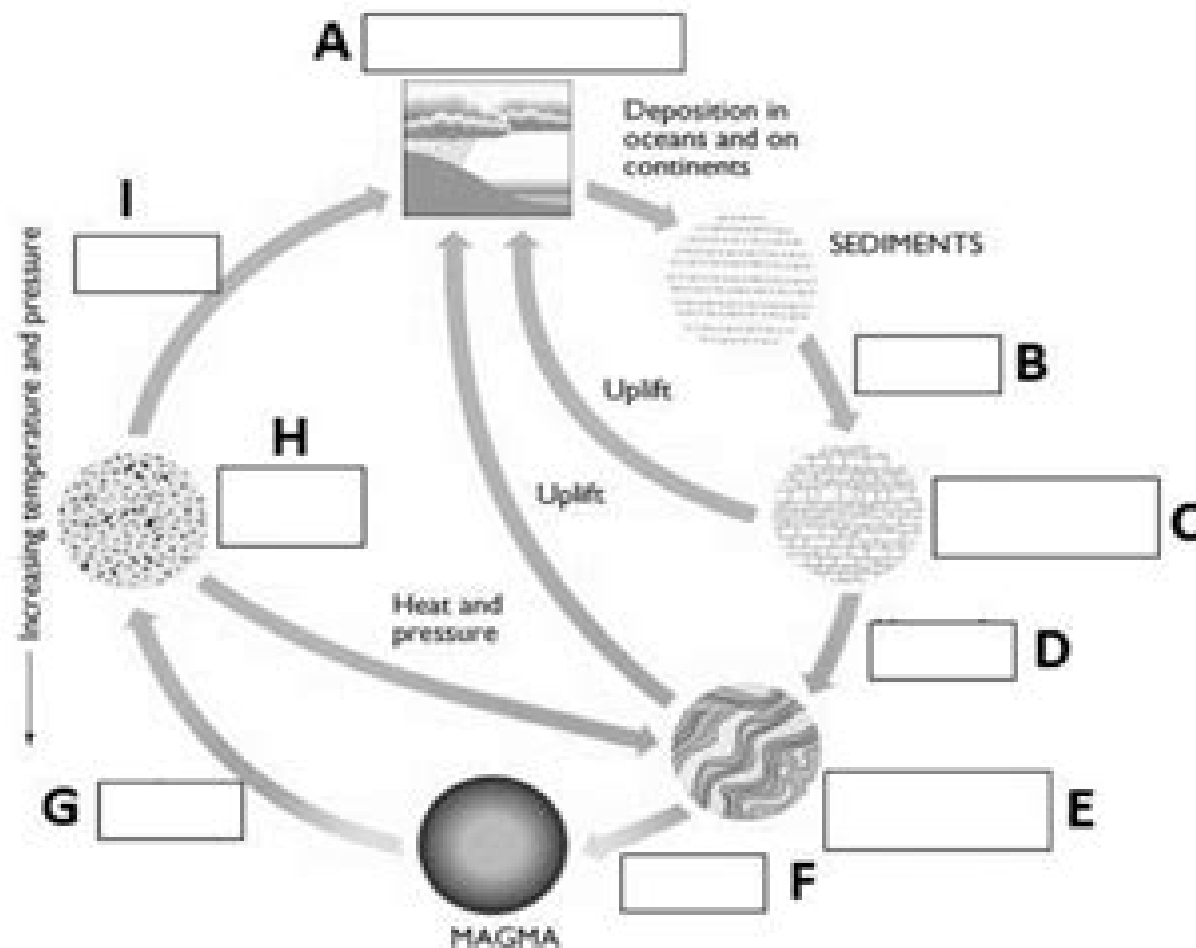 A
Deposition in
oceans and on
continents
I
SEDIMENTS
B
Uplift
H
Uplift
C
Increasing temperature and pressure
Heat and
pressure
D
G
E
F
MAGMA